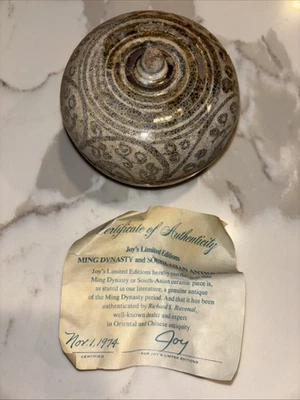 Certificate of Authenticity
Joy's Limited Editions
MING DYNASTY and SOUTH ASIAN ANTIQUES
Joy's Limited Editions hereby
Ming Dynasty or South Asian ceramic piece is,
as stated in our literature, a genuine antique
of the Ming Dynasty period. And that it has been
authenticated by Richard L. Ravenal,
well-known dealer and expert
in Oriental and Chinese antiquity.
Nov. 1, 1974 Joy
CERTIFIED FOR JOY'S LIMITED EDITIONS